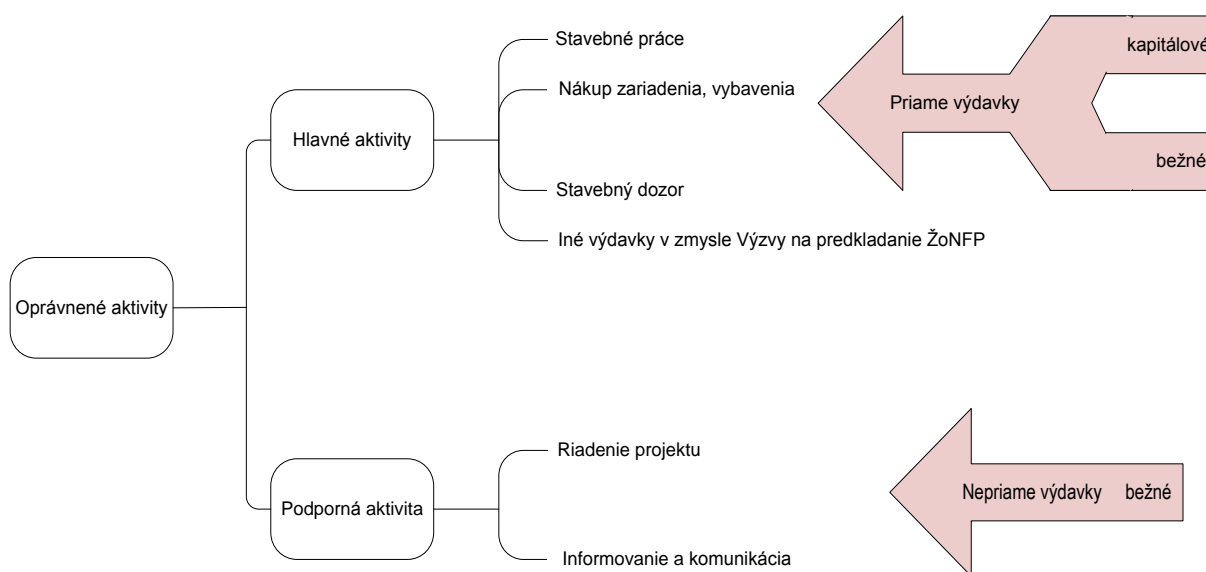 Stavebné práce
kapitálové
Nákup zariadenia, vybavenia
Priame výdavky
Hlavné aktivity
bežné
Stavebný dozor
Iné výdavky v zmysle Výzvy na predkladanie ŽoNFP
Oprávnené aktivity
Riadenie projektu
Nepriame výdavky bežné
Podporná aktivita
Informovanie a komunikácia